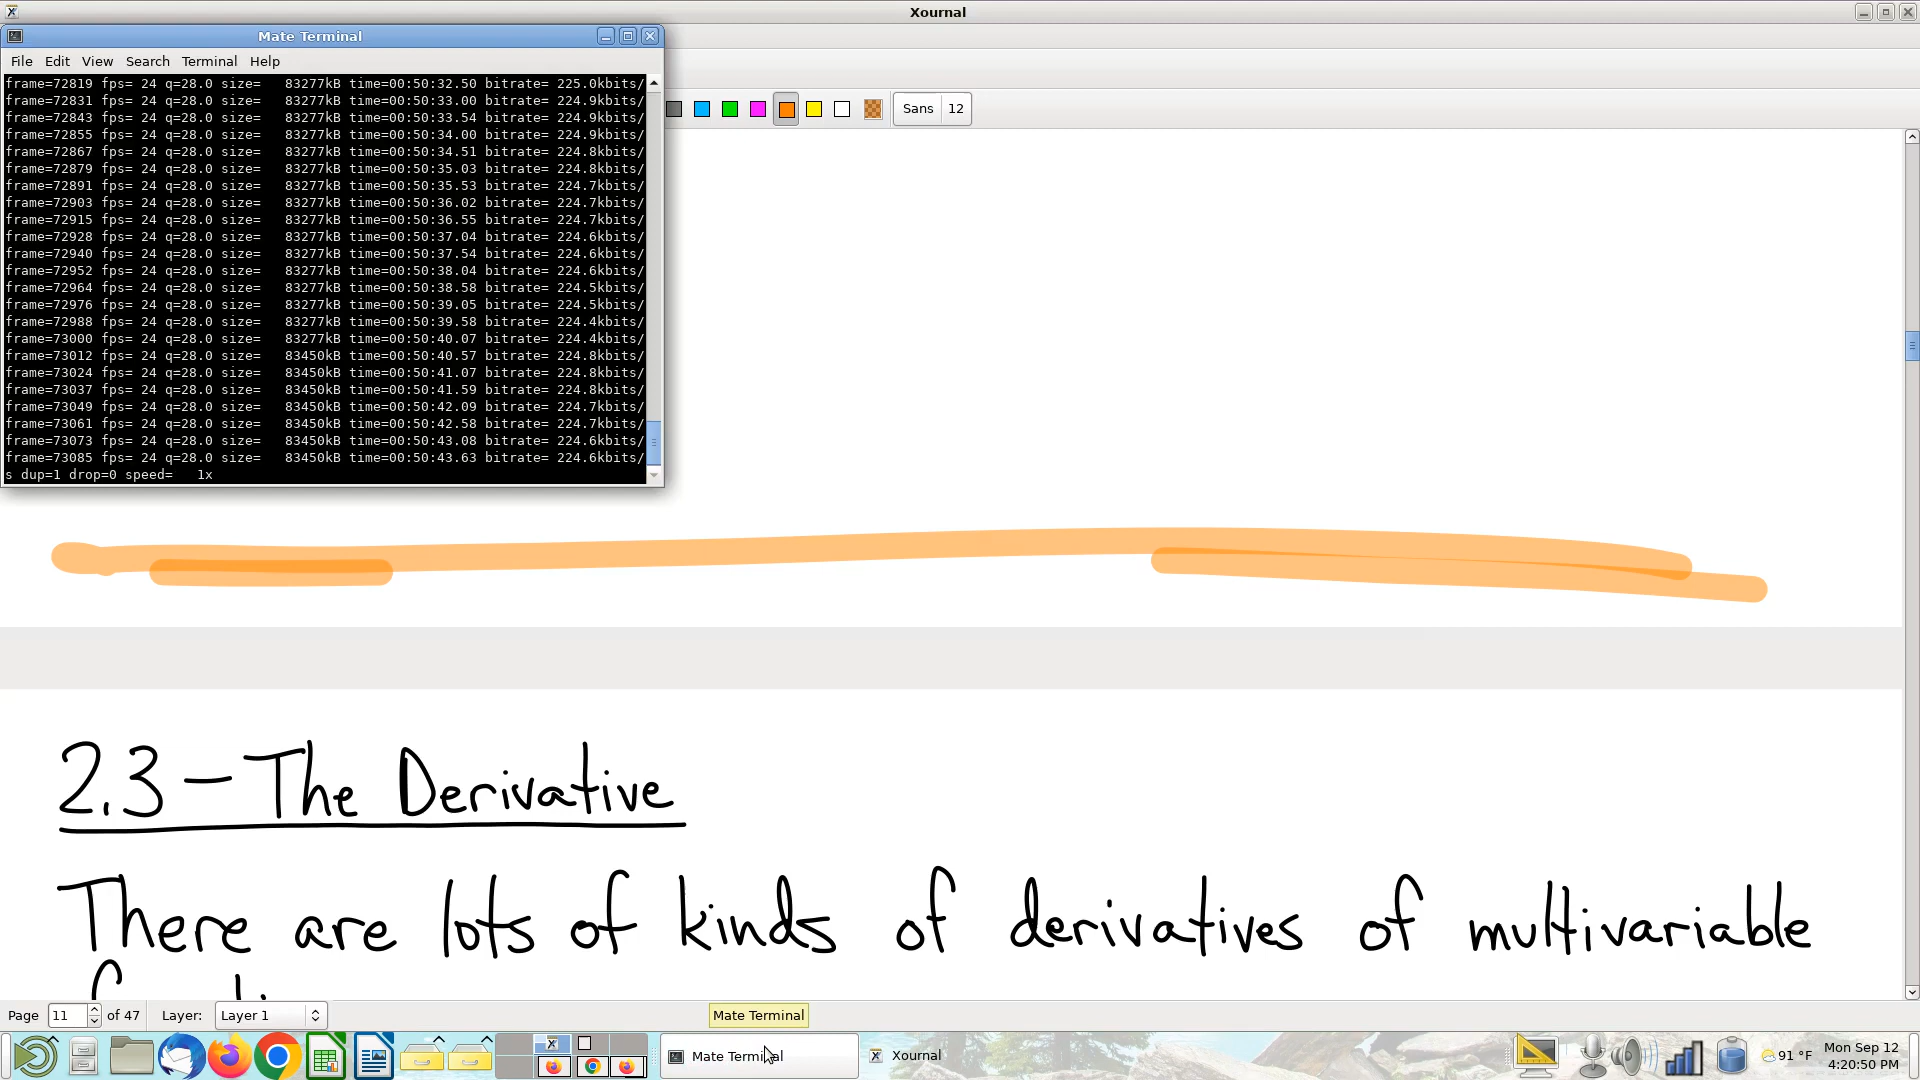 Xournal
Mate Terminal
File Edit View Search Terminal Help
frame=72819 fps= 24 q=28.0 size=   83277kB time=00:50:32.50 bitrate= 225.0kbits/
frame=72831 fps= 24 q=28.0 size=   83277kB time=00:50:33.00 bitrate= 224.9kbits/
frame=72843 fps= 24 q=28.0 size=   83277kB time=00:50:33.54 bitrate= 224.9kbits/
frame=72855 fps= 24 q=28.0 size=   83277kB time=00:50:34.00 bitrate= 224.9kbits/
frame=72867 fps= 24 q=28.0 size=   83277kB time=00:50:34.51 bitrate= 224.8kbits/
frame=72879 fps= 24 q=28.0 size=   83277kB time=00:50:35.03 bitrate= 224.8kbits/
frame=72891 fps= 24 q=28.0 size=   83277kB time=00:50:35.53 bitrate= 224.7kbits/
frame=72903 fps= 24 q=28.0 size=   83277kB time=00:50:36.02 bitrate= 224.7kbits/
frame=72915 fps= 24 q=28.0 size=   83277kB time=00:50:36.55 bitrate= 224.7kbits/
frame=72928 fps= 24 q=28.0 size=   83277kB time=00:50:37.04 bitrate= 224.6kbits/
frame=72940 fps= 24 q=28.0 size=   83277kB time=00:50:37.54 bitrate= 224.6kbits/
frame=72952 fps= 24 q=28.0 size=   83277kB time=00:50:38.04 bitrate= 224.6kbits/
frame=72964 fps= 24 q=28.0 size=   83277kB time=00:50:38.58 bitrate= 224.5kbits/
frame=72976 fps= 24 q=28.0 size=   83277kB time=00:50:39.05 bitrate= 224.5kbits/
frame=72988 fps= 24 q=28.0 size=   83277kB time=00:50:39.58 bitrate= 224.4kbits/
frame=73000 fps= 24 q=28.0 size=   83277kB time=00:50:40.07 bitrate= 224.4kbits/
frame=73012 fps= 24 q=28.0 size=   83450kB time=00:50:40.57 bitrate= 224.8kbits/
frame=73024 fps= 24 q=28.0 size=   83450kB time=00:50:41.07 bitrate= 224.8kbits/
frame=73037 fps= 24 q=28.0 size=   83450kB time=00:50:41.59 bitrate= 224.8kbits/
frame=73049 fps= 24 q=28.0 size=   83450kB time=00:50:42.09 bitrate= 224.7kbits/
frame=73061 fps= 24 q=28.0 size=   83450kB time=00:50:42.58 bitrate= 224.7kbits/
frame=73073 fps= 24 q=28.0 size=   83450kB time=00:50:43.08 bitrate= 224.6kbits/
frame=73085 fps= 24 q=28.0 size=   83450kB time=00:50:43.63 bitrate= 224.6kbits/
s dup=1 drop=0 speed=   1x
Sans 12
2.3 - The Derivative
There are lots of kinds of derivatives of multivariable
Page 11 of 47 Layer: Layer 1
Mate Terminal
Mate Terminal
Xournal
91 °F
Mon Sep 12
4:20:50 PM